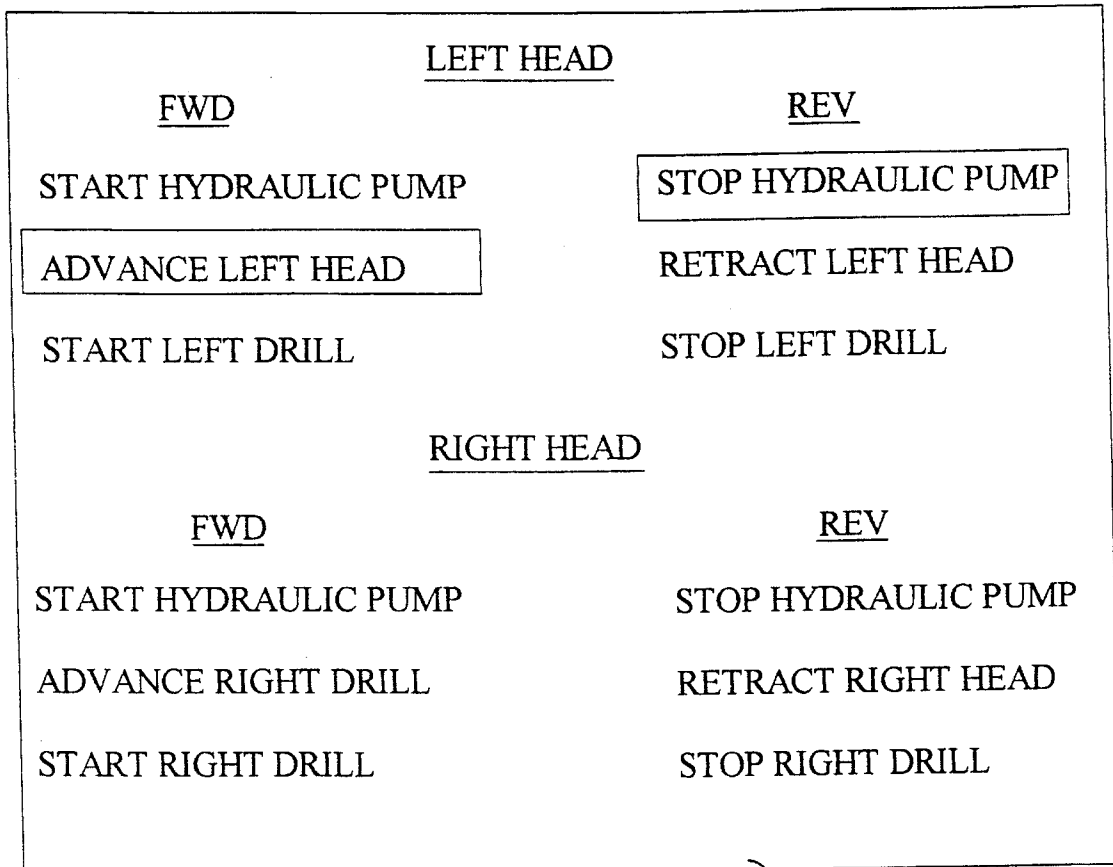 LEFT HEAD
FWD REV
START HYDRAULIC PUMP STOP HYDRAULIC PUMP
ADVANCE LEFT HEAD RETRACT LEFT HEAD
START LEFT DRILL STOP LEFT DRILL
RIGHT HEAD
FWD REV
START HYDRAULIC PUMP STOP HYDRAULIC PUMP
ADVANCE RIGHT DRILL RETRACT RIGHT HEAD
START RIGHT DRILL STOP RIGHT DRILL